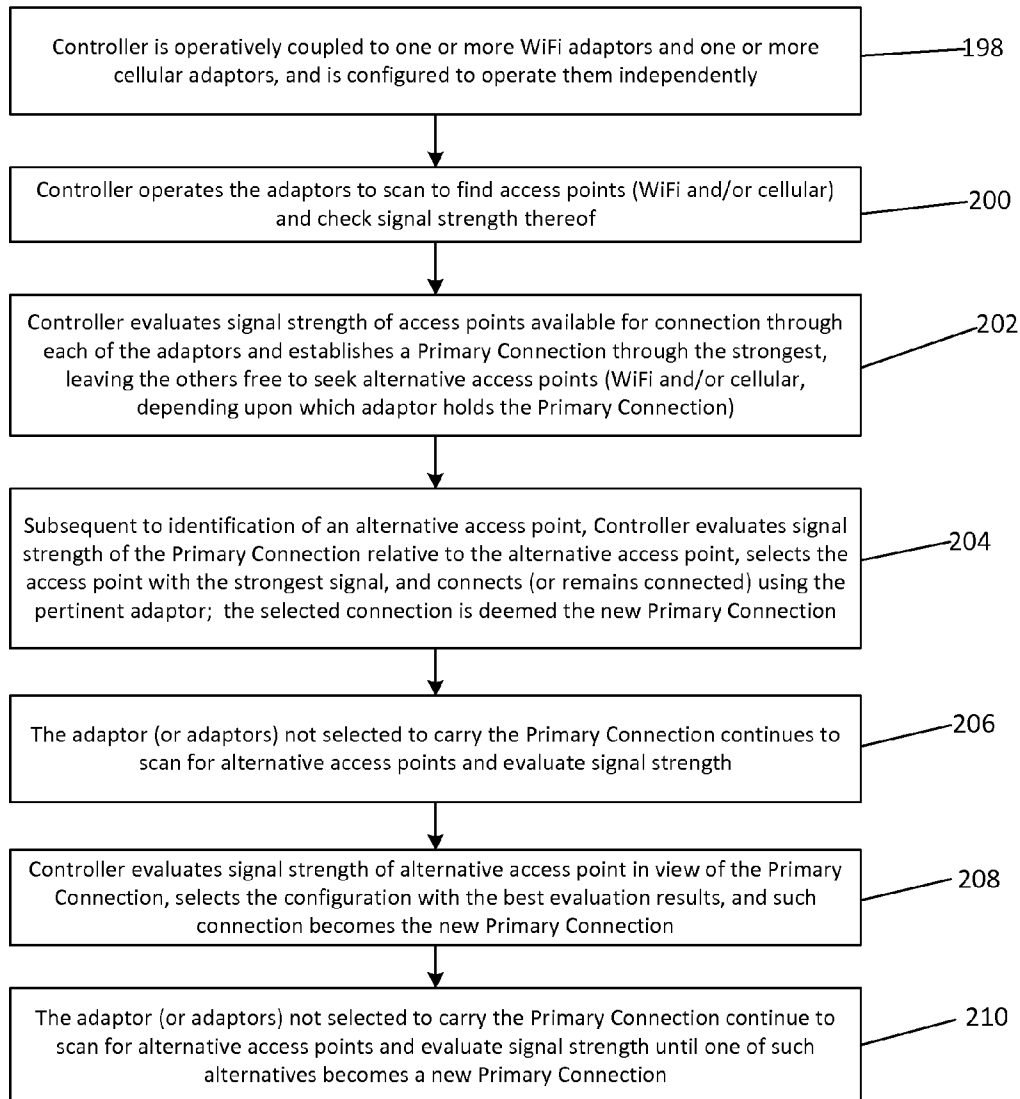 Controller is operatively coupled to one or more WiFi adaptors and one or more
cellular adaptors, and is configured to operate them independently
198
Controller operates the adaptors to scan to find access points (WiFi and/or cellular)
and check signal strength thereof
200
Controller evaluates signal strength of access points available for connection through
each of the adaptors and establishes a Primary Connection through the strongest,
leaving the others free to seek alternative access points (WiFi and/or cellular,
depending upon which adaptor holds the Primary Connection)
202
Subsequent to identification of an alternative access point, Controller evaluates signal
strength of the Primary Connection relative to the alternative access point, selects the
access point with the strongest signal, and connects (or remains connected) using the
pertinent adaptor;  the selected connection is deemed the new Primary Connection
204
The adaptor (or adaptors) not selected to carry the Primary Connection continues to
scan for alternative access points and evaluate signal strength
206
Controller evaluates signal strength of alternative access point in view of the Primary
Connection, selects the configuration with the best evaluation results, and such
connection becomes the new Primary Connection
208
The adaptor (or adaptors) not selected to carry the Primary Connection continue to
scan for alternative access points and evaluate signal strength until one of such
alternatives becomes a new Primary Connection
210